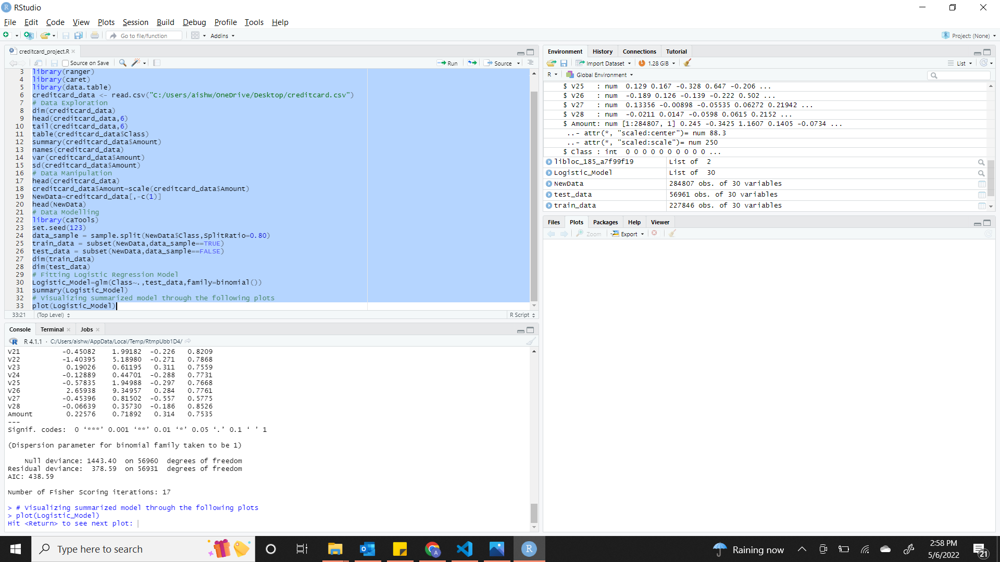 RStudio
File Edit Code View Plots Session Build Debug Profile Tools Help
Go to file/function Addins Project: (None)
creditcard_project.R
Source on Save Run Source
3 library(ranger)
4 library(caret)
5 library(data.table)
6 creditcard_data <- read.csv("C:/Users/aishw/OneDrive/Desktop/creditcard.csv")
7 # Data Exploration
8 dim(creditcard_data)
9 head(creditcard_data,6)
10 tail(creditcard_data,6)
11 table(creditcard_data$Class)
12 summary(creditcard_data$Amount)
13 names(creditcard_data)
14 var(creditcard_data$Amount)
15 sd(creditcard_data$Amount)
16 # Data Manipulation
17 head(creditcard_data)
18 creditcard_data$Amount=scale(creditcard_data$Amount)
19 NewData=creditcard_data[,-c(1)]
20 head(NewData)
21 # Data Modelling
22 library(caTools)
23 set.seed(123)
24 data_sample = sample.split(NewData$Class,SplitRatio=0.80)
25 train_data = subset(NewData,data_sample==TRUE)
26 test_data = subset(NewData,data_sample==FALSE)
27 dim(train_data)
28 dim(test_data)
29 # Fitting Logistic Regression Model
30 Logistic_Model=glm(Class~.,test_data,family=binomial())
31 summary(Logistic_Model)
32 # Visualizing summarized model through the following plots
33 plot(Logistic_Model)
33:21 (Top Level) R Script
Console Terminal Jobs
R 4.1.1 · C:/Users/aishw/AppData/Local/Temp/RtmpUbb1D4/
V21 -0.45082 1.99182 -0.226 0.8209
V22 -1.40395 5.18980 -0.271 0.7868
V23 0.19026 0.61195 0.311 0.7559
V24 -0.12889 0.44701 -0.288 0.7731
V25 -0.57835 1.94988 -0.297 0.7668
V26 2.65938 9.34957 0.284 0.7761
V27 -0.45396 0.81502 -0.557 0.5775
V28 -0.06639 0.35730 -0.186 0.8526
Amount 0.22576 0.71892 0.314 0.7535
---
Signif. codes: 0 ‘***’ 0.001 ‘**’ 0.01 ‘*’ 0.05 ‘.’ 0.1 ‘ ’ 1
(Dispersion parameter for binomial family taken to be 1)
Null deviance: 1443.40 on 56960 degrees of freedom
Residual deviance: 378.59 on 56931 degrees of freedom
AIC: 438.59
Number of Fisher Scoring iterations: 17
> # Visualizing summarized model through the following plots
> plot(Logistic_Model)
Hit <Return> to see next plot:
Environment History Connections Tutorial
Import Dataset 1.28 GiB List
R Global Environment
$ V25 : num 0.129 0.167 -0.328 0.647 -0.206 ...
$ V26 : num -0.189 0.126 -0.139 -0.222 0.502 ...
$ V27 : num 0.13356 -0.00898 -0.05535 0.06272 0.21942 ...
$ V28 : num -0.0211 0.0147 -0.0598 0.0615 0.2152 ...
$ Amount: num [1:284807, 1] 0.245 -0.3425 1.1607 0.1405 -0.0734 ...
..- attr(*, "scaled:center")= num 88.3
..- attr(*, "scaled:scale")= num 250
$ Class : int 0 0 0 0 0 0 0 0 0 0 ...
libloc_185_a7f99f19 List of 2
Logistic_Model List of 30
NewData 284807 obs. of 30 variables
test_data 56961 obs. of 30 variables
train_data 227846 obs. of 30 variables
Files Plots Packages Help Viewer
Zoom Export
Type here to search
Raining now
2:58 PM
5/6/2022
21